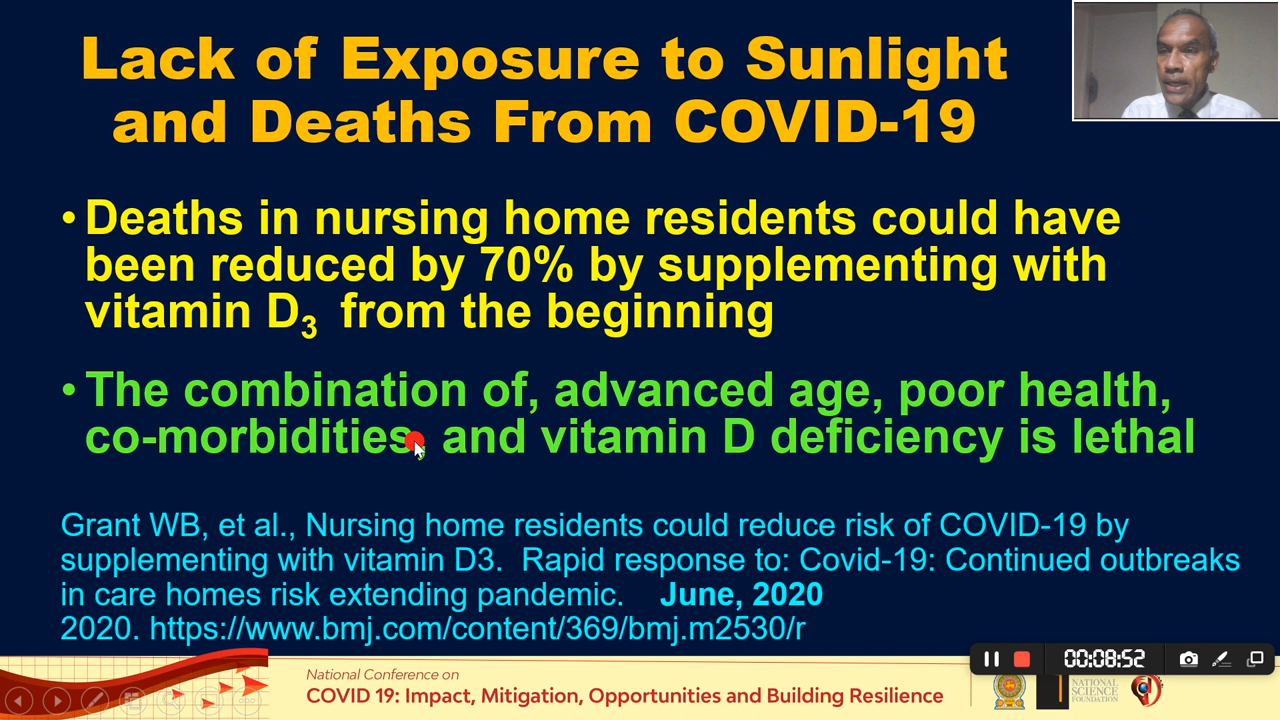 Lack of Exposure to Sunlight
and Deaths From COVID-19
•Deaths in nursing home residents could have
been reduced by 70% by supplementing with
vitamin D3 from the beginning
•The combination of, advanced age, poor health,
co-morbidities, and vitamin D deficiency is lethal
Grant WB, et al., Nursing home residents could reduce risk of COVID-19 by
supplementing with vitamin D3. Rapid response to: Covid-19: Continued outbreaks
in care homes risk extending pandemic. June, 2020
2020. https://www.bmj.com/content/369/bmj.m2530/r
00:08:52
National Conference on
COVID 19: Impact, Mitigation, Opportunities and Building Resilience
NATIONAL
SCIENCE
FOUNDATION